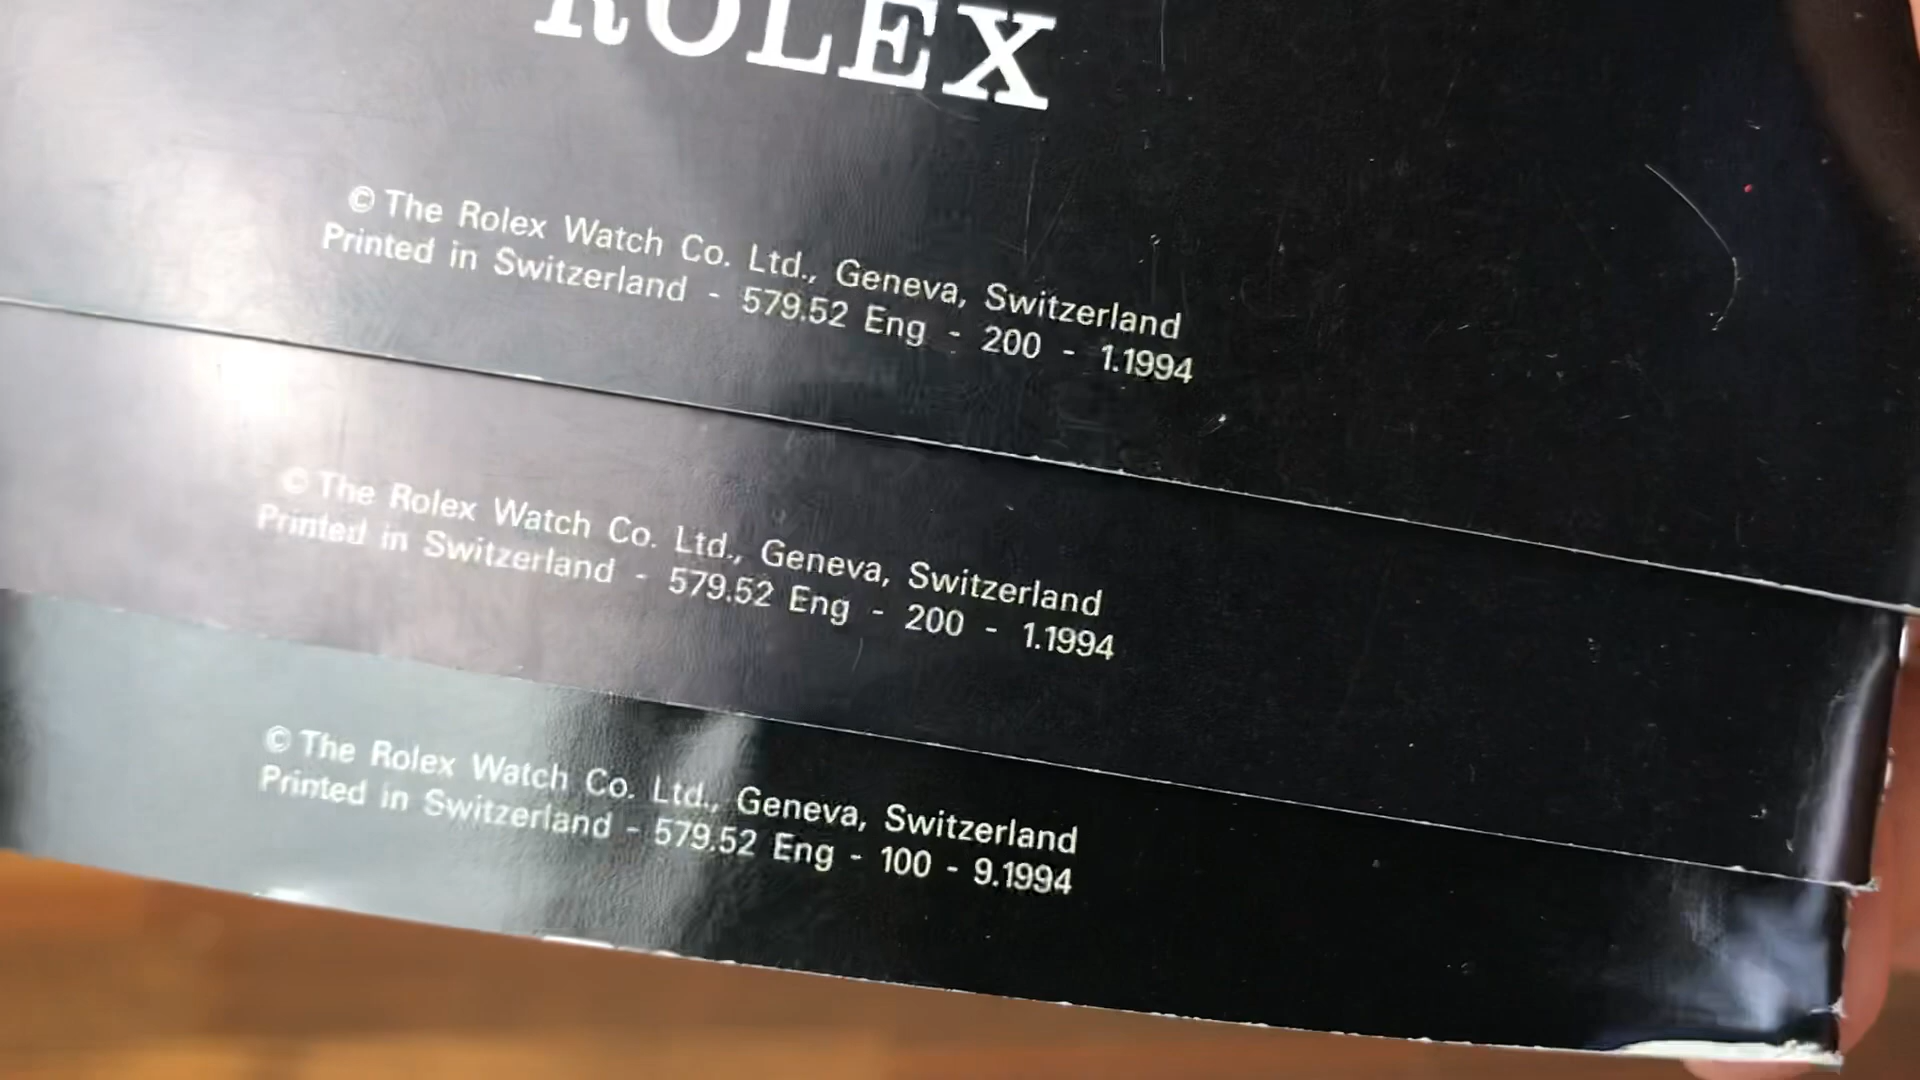 ROLEX
© The Rolex Watch Co. Ltd., Geneva, Switzerland
Printed in Switzerland - 579.52 Eng - 200 - 1.1994
© The Rolex Watch Co. Ltd., Geneva, Switzerland
Printed in Switzerland - 579.52 Eng - 200 - 1.1994
© The Rolex Watch Co. Ltd., Geneva, Switzerland
Printed in Switzerland - 579.52 Eng - 100 - 9.1994